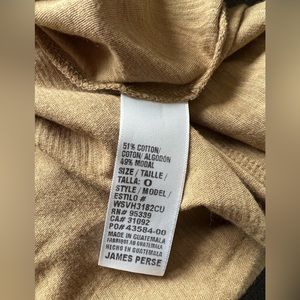 51% COTTON/
COTON/ ALGODÓN
49% MODAL
SIZE / TAILLE /
TALLA: 0
STYLE / MODEL /
ESTILO #
WSVH3182CU
RN# 95339
CA# 31092
PO# 43584-00
MADE IN GUATEMALA
FABRIQUÉ AU GUATEMALA
HECHO EN GUATEMALA
JAMES PERSE